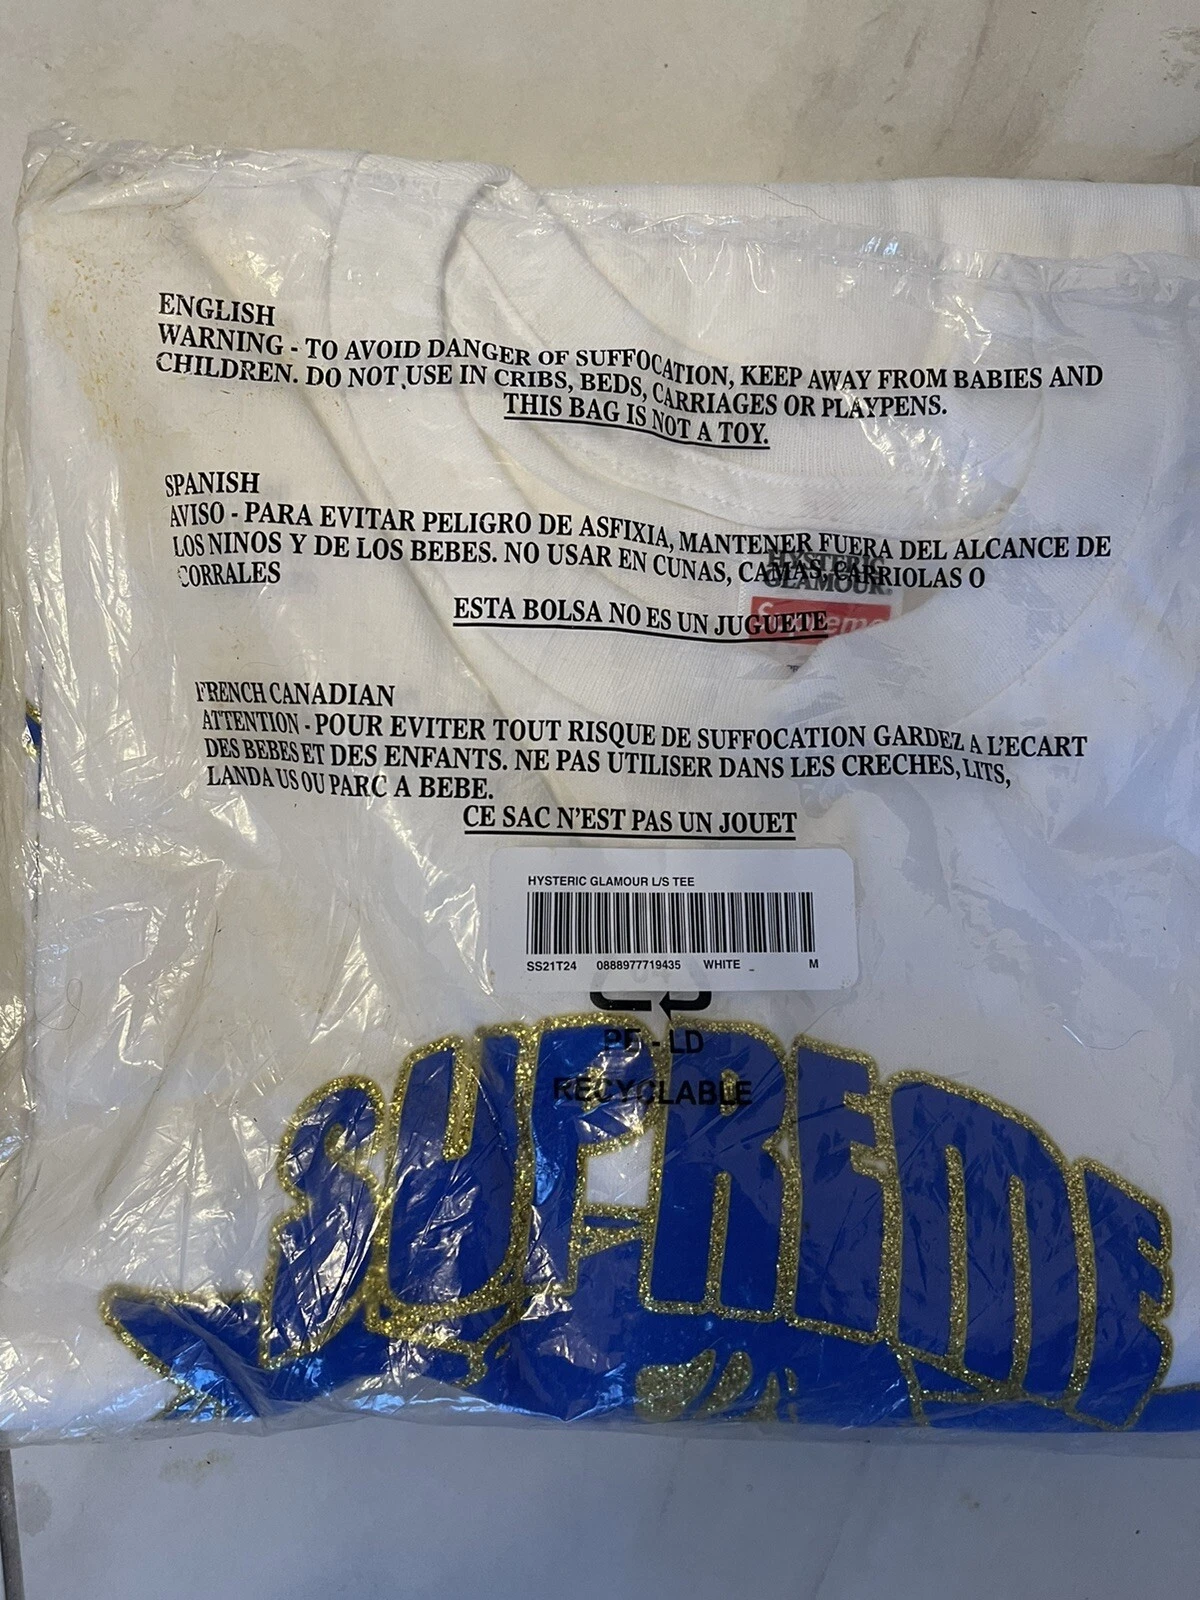 ENGLISH
WARNING - TO AVOID DANGER OF SUFFOCATION, KEEP AWAY FROM BABIES AND
CHILDREN. DO NOT USE IN CRIBS, BEDS, CARRIAGES OR PLAYPENS.
THIS BAG IS NOT A TOY.
SPANISH
AVISO - PARA EVITAR PELIGRO DE ASFIXIA, MANTENER FUERA DEL ALCANCE DE
LOS NINOS Y DE LOS BEBES. NO USAR EN CUNAS, CAMAS, CARRIOLAS O
CORRALES
ESTA BOLSA NO ES UN JUGUETE
HYSTERIC
GLAMOUR
Supreme
FRENCH CANADIAN
ATTENTION - POUR EVITER TOUT RISQUE DE SUFFOCATION GARDEZ A L'ECART
DES BEBES ET DES ENFANTS. NE PAS UTILISER DANS LES CRECHES, LITS,
LANDA US OU PARC A BEBE.
CE SAC N'EST PAS UN JOUET
HYSTERIC GLAMOUR L/S TEE
SS21T24 0888977719435 WHITE _ M
PE - LD
RECYCLABLE
SUPREME